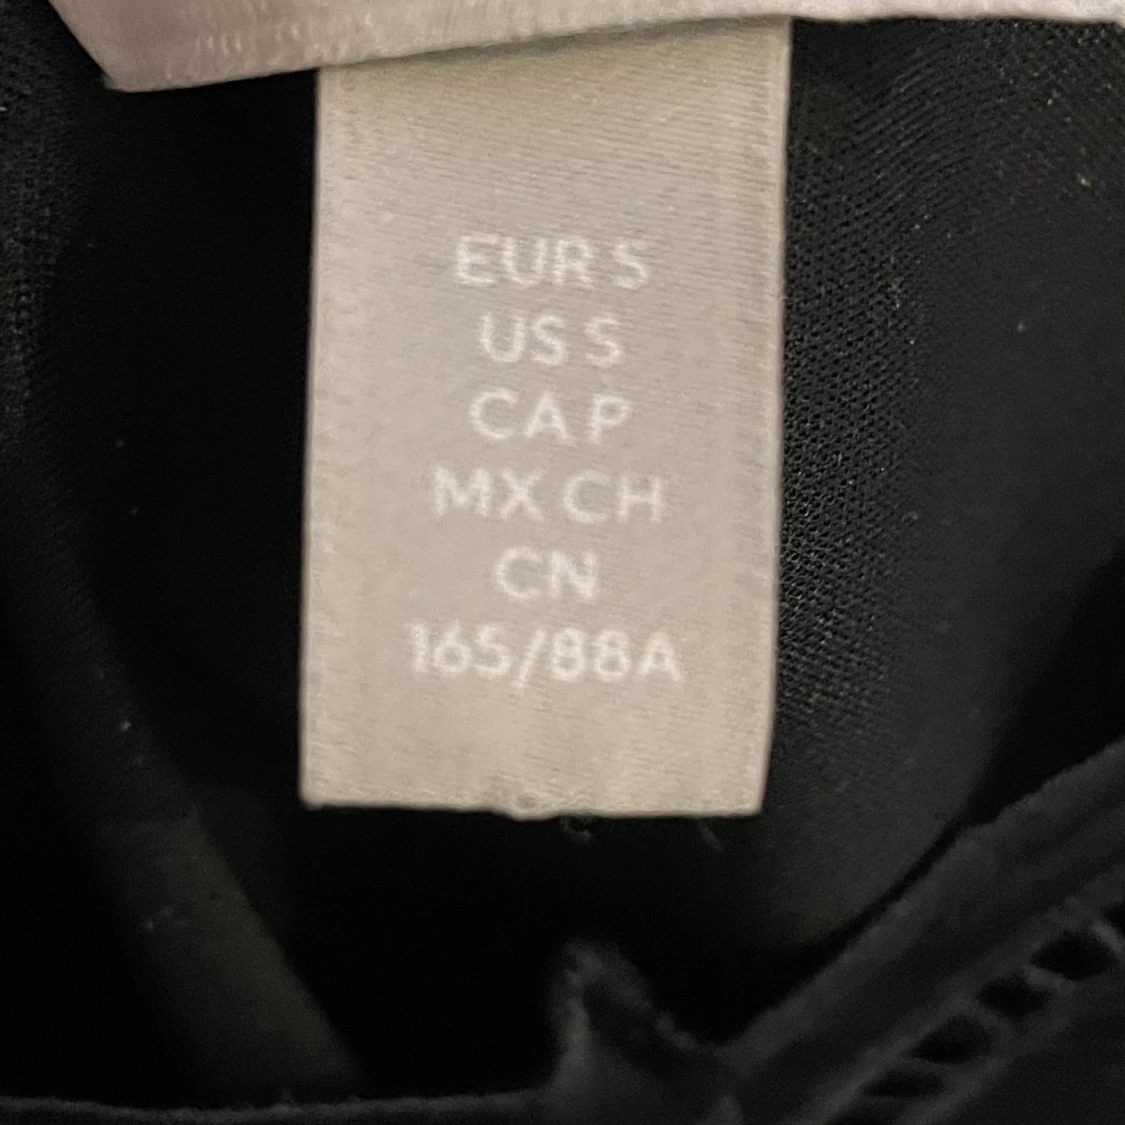 EUR S
US S
CA P
MX CH
CN
165/88A